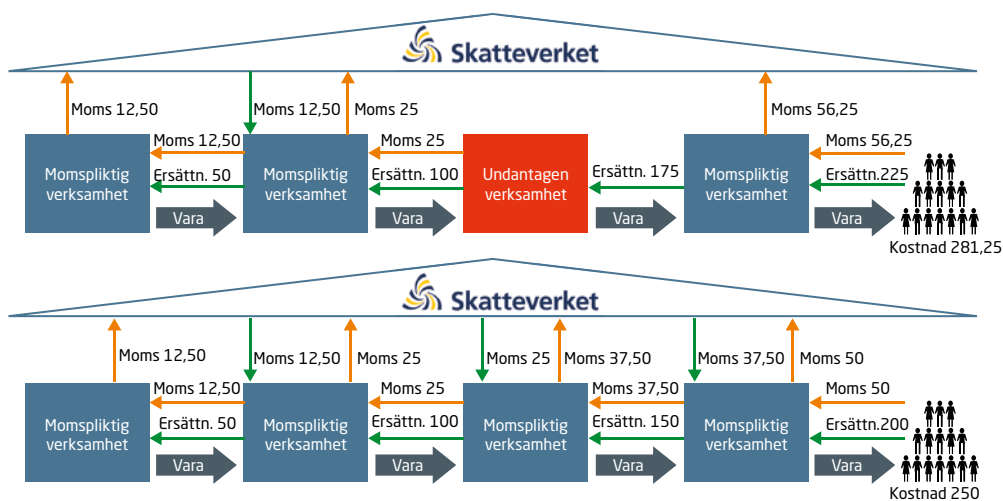 Skatteverket
Moms 12,50
Moms 12,50
Moms 25
Moms 56,25
Momspliktig
verksamhet
Moms 12,50
Ersättn. 50
Vara
Momspliktig
verksamhet
Moms 25
Ersättn. 100
Vara
Undantagen
verksamhet
Ersättn. 175
Vara
Momspliktig
verksamhet
Moms 56,25
Ersättn.225
Vara
Kostnad 281,25
Skatteverket
Moms 12,50
Moms 12,50
Moms 25
Moms 25
Moms 37,50
Moms 37,50
Moms 50
Momspliktig
verksamhet
Moms 12,50
Ersättn. 50
Vara
Momspliktig
verksamhet
Moms 25
Ersättn. 100
Vara
Momspliktig
verksamhet
Moms 37,50
Ersättn. 150
Vara
Momspliktig
verksamhet
Moms 50
Ersättn.200
Vara
Kostnad 250